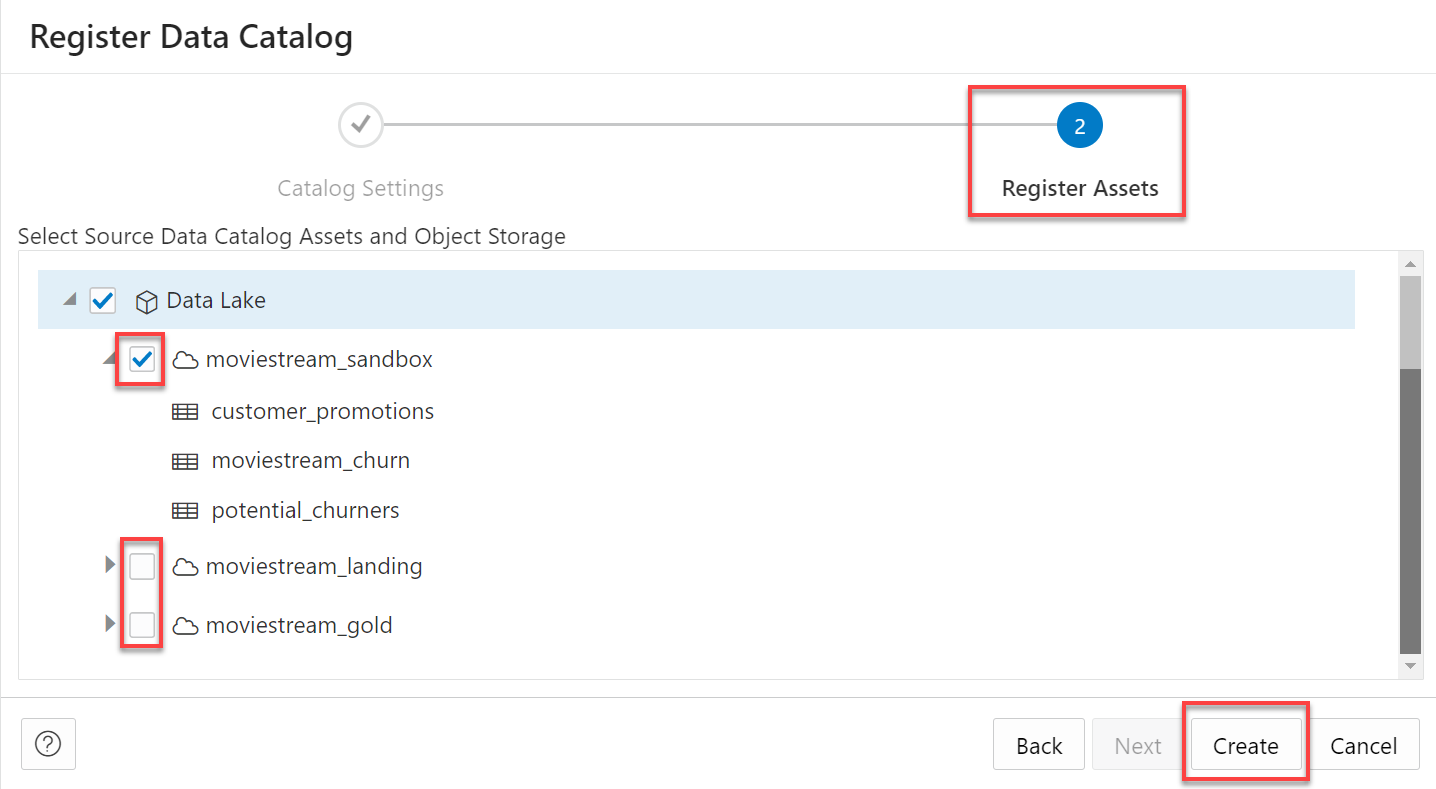 Register Data Catalog
2
Catalog Settings
Register Assets
Select Source Data Catalog Assets and Object Storage
Data Lake
moviestream_sandbox
customer_promotions
moviestream_churn
potential_churners
moviestream_landing
moviestream_gold
?
Back
Next
Create
Cancel